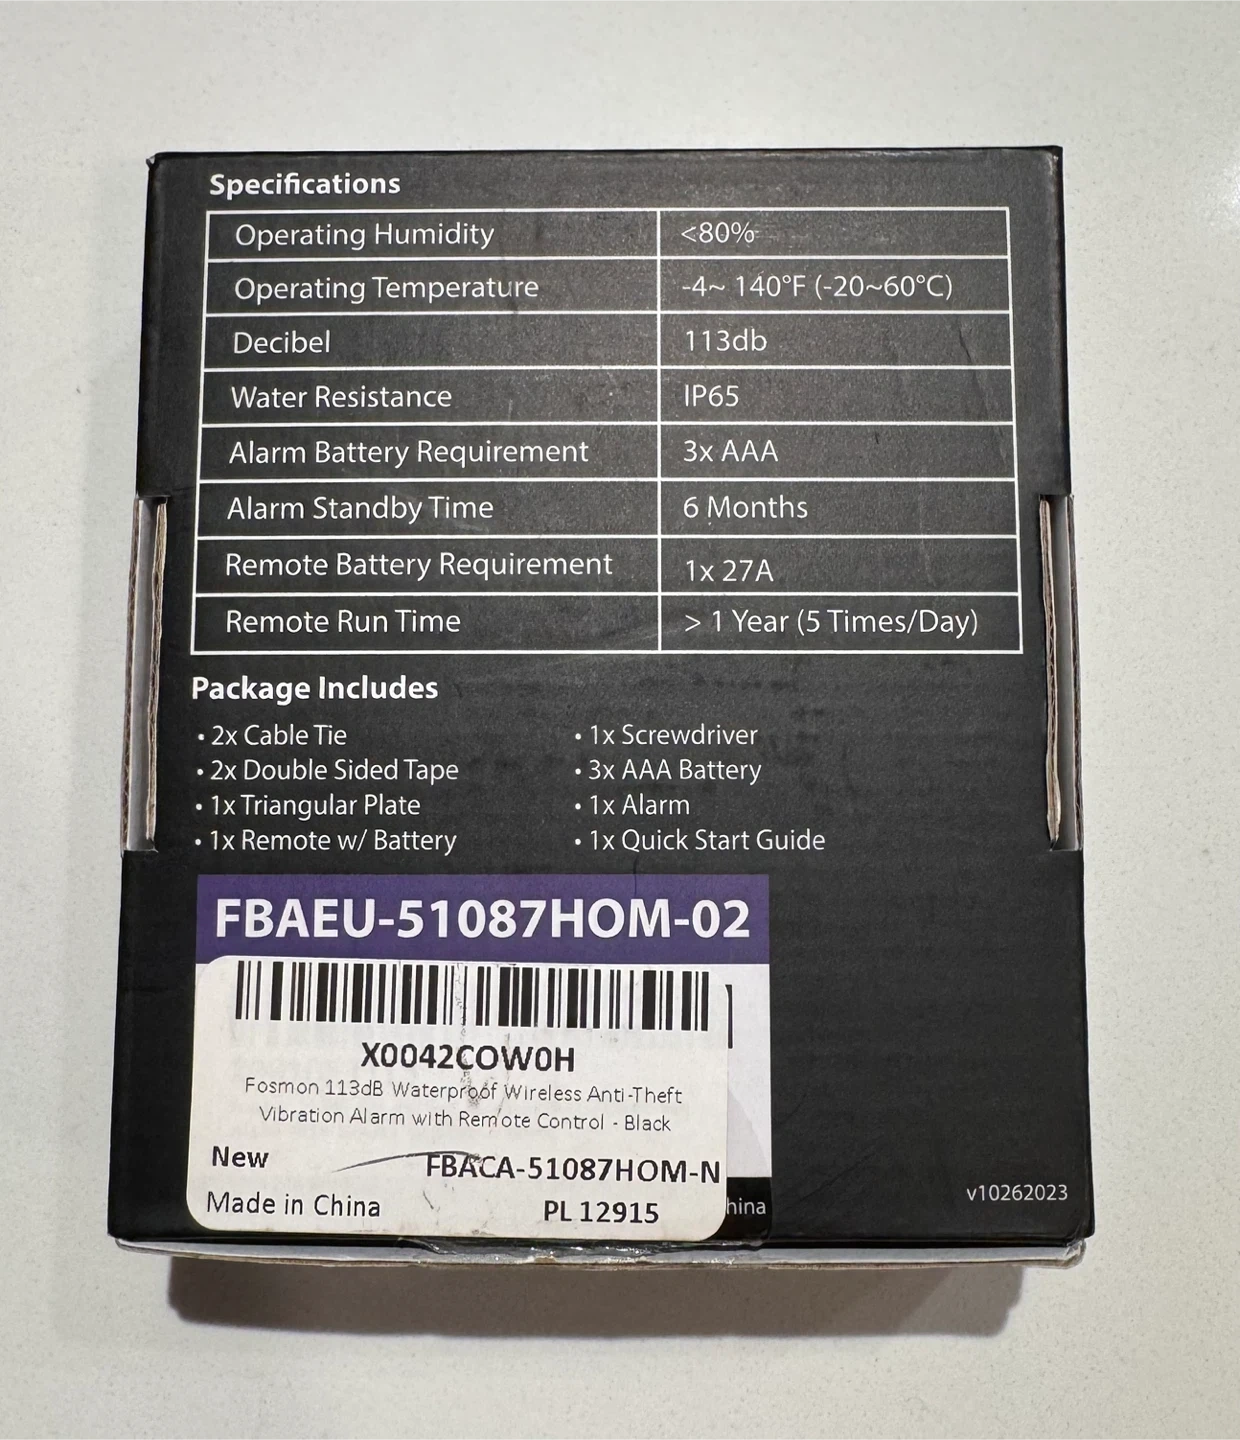 Specifications
Operating Humidity <80%
Operating Temperature -4~ 140°F (-20~60°C)
Decibel 113db
Water Resistance IP65
Alarm Battery Requirement 3x AAA
Alarm Standby Time 6 Months
Remote Battery Requirement 1x 27A
Remote Run Time > 1 Year (5 Times/Day)
Package Includes
• 2x Cable Tie
• 2x Double Sided Tape
• 1x Triangular Plate
• 1x Remote w/ Battery
• 1x Screwdriver
• 3x AAA Battery
• 1x Alarm
• 1x Quick Start Guide
FBAEU-51087HOM-02
X0042COW0H
Fosmon 113dB Waterproof Wireless Anti-Theft
Vibration Alarm with Remote Control - Black
New FBACA-51087HOM-N
Made in China PL 12915
hina
v10262023